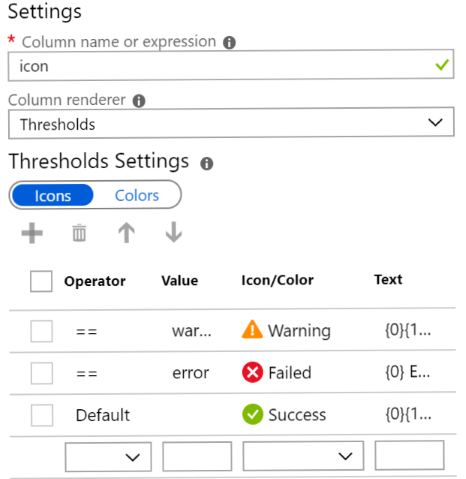 Settings
* Column name or expression
icon
Column renderer
Thresholds
Thresholds Settings
Icons Colors
Operator Value Icon/Color Text
== war... Warning {0}{1...
== error Failed {0} E...
Default Success {0}{1...